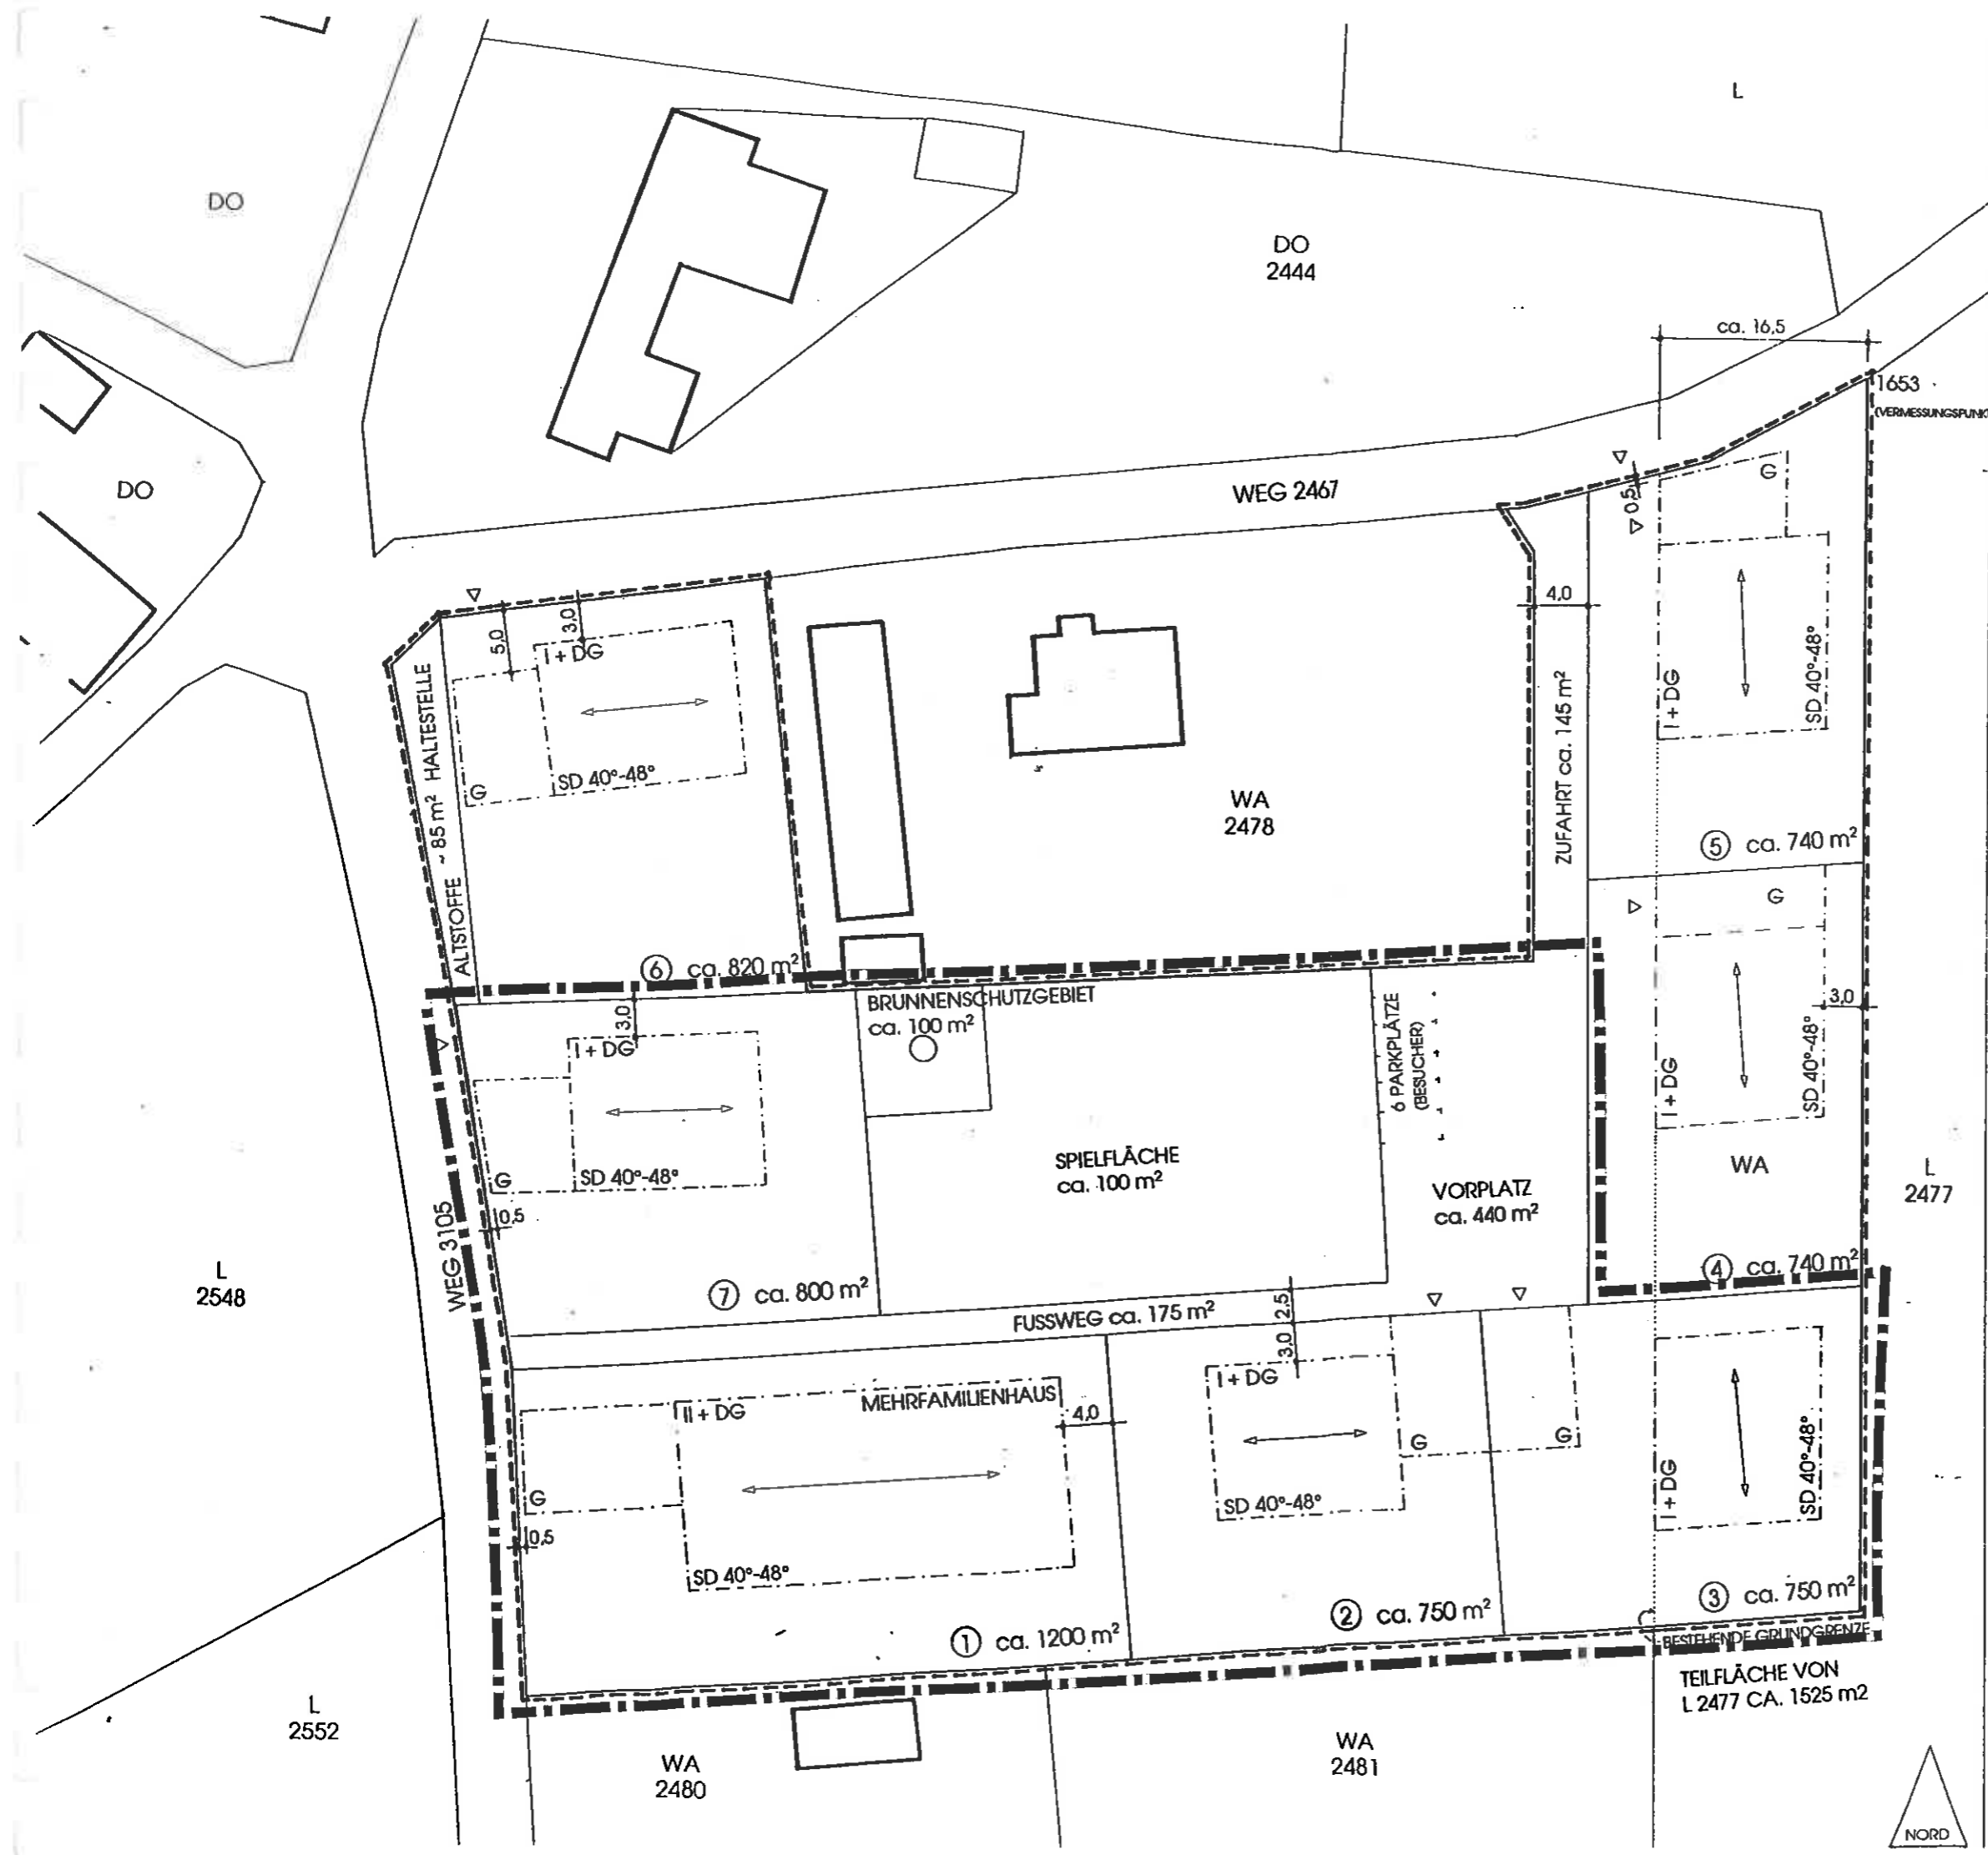 L
DO
DO
2444
ca. 16,5
1653
(VERMESSUNGSPUNK
DO
WEG 2467
G
0,5
3,0
5,0
I + DG
4,0
ALTSTOFFE ~ 85 m² HALTESTELLE
G
SD 40°-48°
WA
2478
ZUFAHRT ca. 145 m²
I + DG
SD 40°-48°
⑤ ca. 740 m²
G
⑥ ca. 820 m²
BRUNNENSCHUTZGEBIET
ca. 100 m²
3,0
I + DG
6 PARKPLÄTZE
(BESUCHER)
3,0
I + DG
SD 40°-48°
G
SD 40°-48°
0,5
SPIELFLÄCHE
ca. 100 m²
VORPLATZ
ca. 440 m²
WA
L
2477
WEG 3105
L
2548
⑦ ca. 800 m²
④ ca. 740 m²
FUSSWEG ca. 175 m²
2,5
3,0
I + DG
II + DG
MEHRFAMILIENHAUS
4,0
G
G
G
0,5
SD 40°-48°
SD 40°-48°
I + DG
SD 40°-48°
① ca. 1200 m²
② ca. 750 m²
③ ca. 750 m²
BESTEHENDE GRUNDGRENZE
TEILFLÄCHE VON
L 2477 CA. 1525 m2
L
2552
WA
2480
WA
2481
NORD